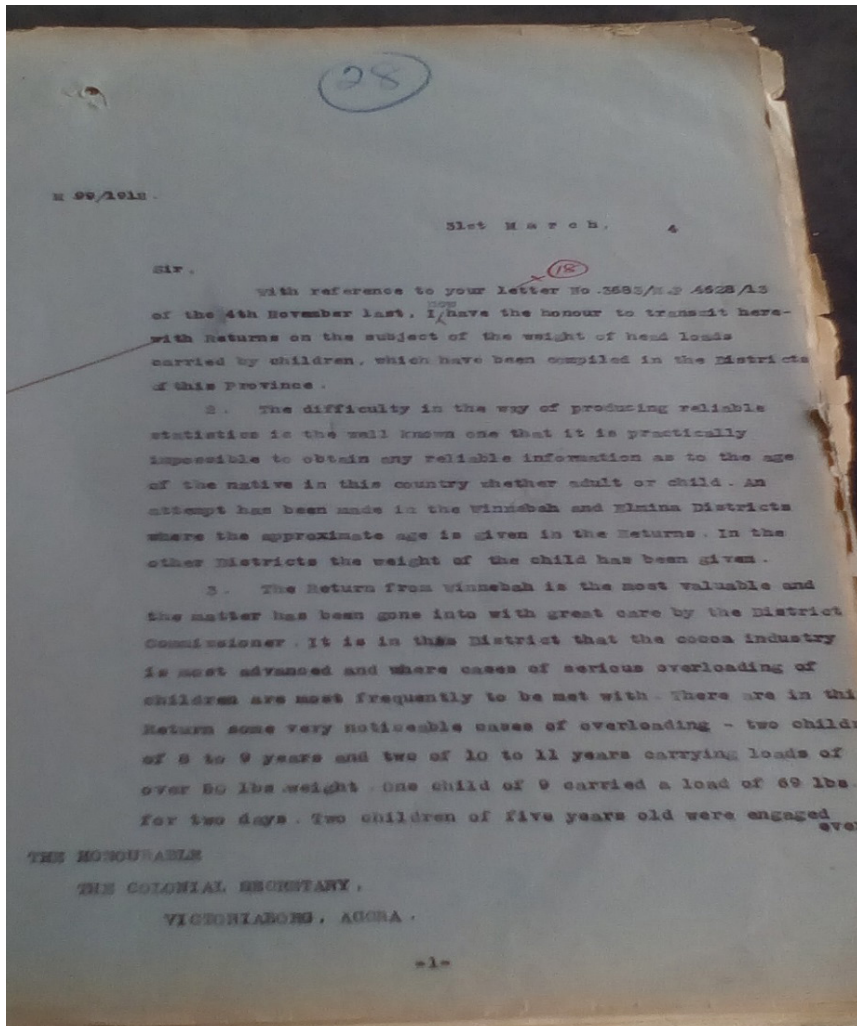 28
99/1912.
31st March, 4
Sir,
18
With reference to your letter No.3683/M.P.4628/13
now
of the 4th November last, I have the honour to transmit here-
with Returns on the subject of the weight of head loads
carried by children, which have been compiled in the Districts
of this Province.
2. The difficulty in the way of producing reliable
statistics is the well known one that it is practically
impossible to obtain any reliable information as to the age
of the native in this country whether adult or child. An
attempt has been made in the Winnebah and Elmina Districts
where the approximate age is given in the Returns. In the
other Districts the weight of the child has been given.
3. The Return from Winnebah is the most valuable and
the matter has been gone into with great care by the District
Commissioner. It is in this District that the cocoa industry
is most advanced and where cases of serious overloading of
children are most frequently to be met with. There are in thi
Return some very noticeable cases of overloading - two childr
of 8 to 9 years and two of 10 to 11 years carrying loads of
over 50 lbs weight. One child of 9 carried a load of 69 lbs.
for two days. Two children of five years old were engaged
over
THE HONOURABLE
THE COLONIAL SECRETARY,
VICTORIABORG, ACCRA.
-1-